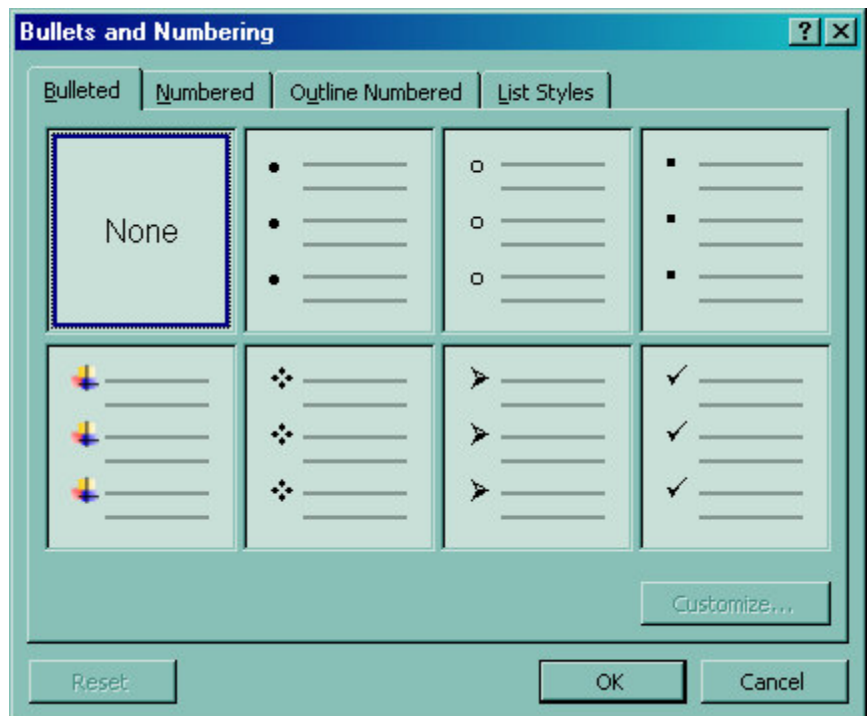 Bullets and Numbering
Bulleted Numbered Outline Numbered List Styles
None
Customize...
Reset OK Cancel